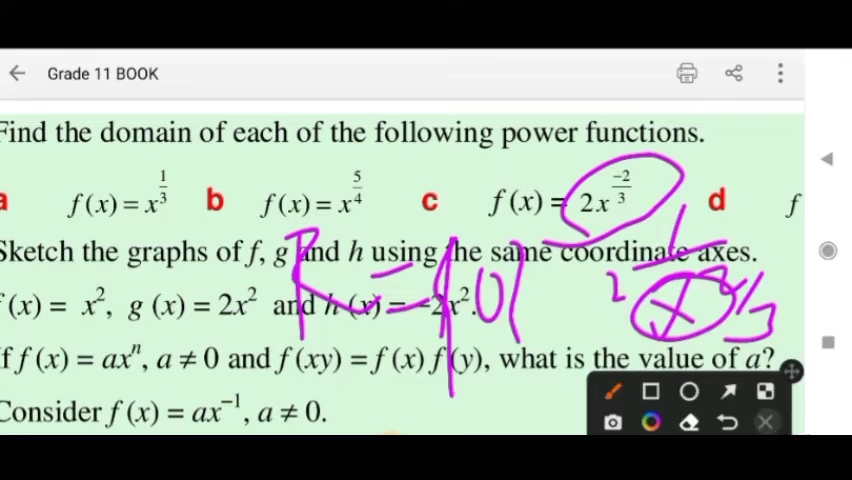 Grade 11 BOOK
Find the domain of each of the following power functions.
a f(x) = x^{1/3} b f(x) = x^{5/4} c f(x) = 2x^{-2/3} d f
Sketch the graphs of f, g and h using the same coordinate axes.
f(x) = x², g (x) = 2x² and h (x) = –2x².
If f (x) = axⁿ, a ≠ 0 and f(xy) = f(x) f(y), what is the value of a?
Consider f (x) = ax⁻¹, a ≠ 0.